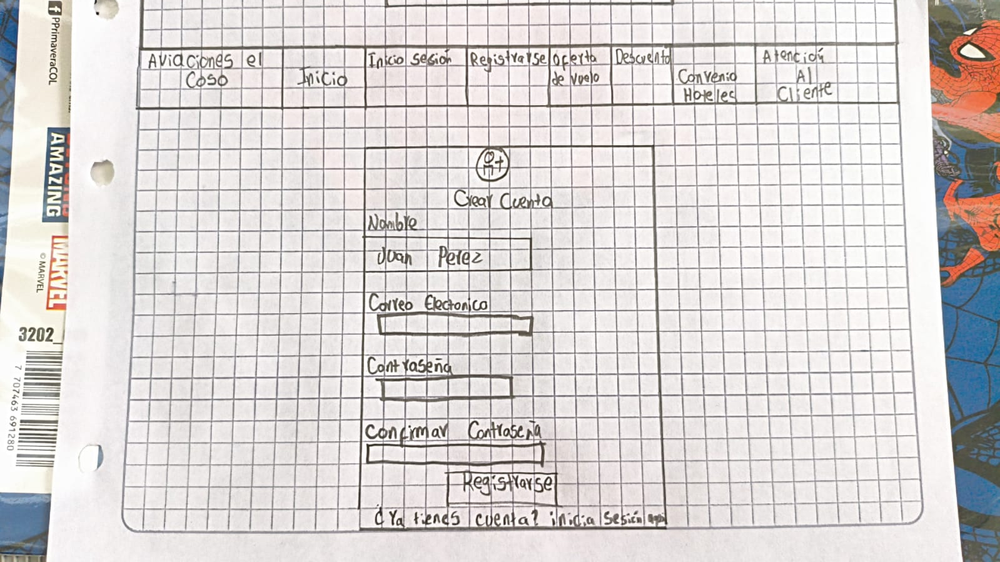 PPrimaveraCOL
AMAZING
MARVEL
© MARVEL
3202_
7 707463 691280
Aviaciones el
Coso
Inicio
Inicio sesión
Registrarse
Oferta
de vuelo
Descuento
Convenio
Hoteles
Atención
Al
Cliente
Crear Cuenta
Nombre
Juan Perez
Correo Electonico
Contraseña
Confirmar Contraseña
Registrarse
¿Ya tienes cuenta? inicia sesión aquí